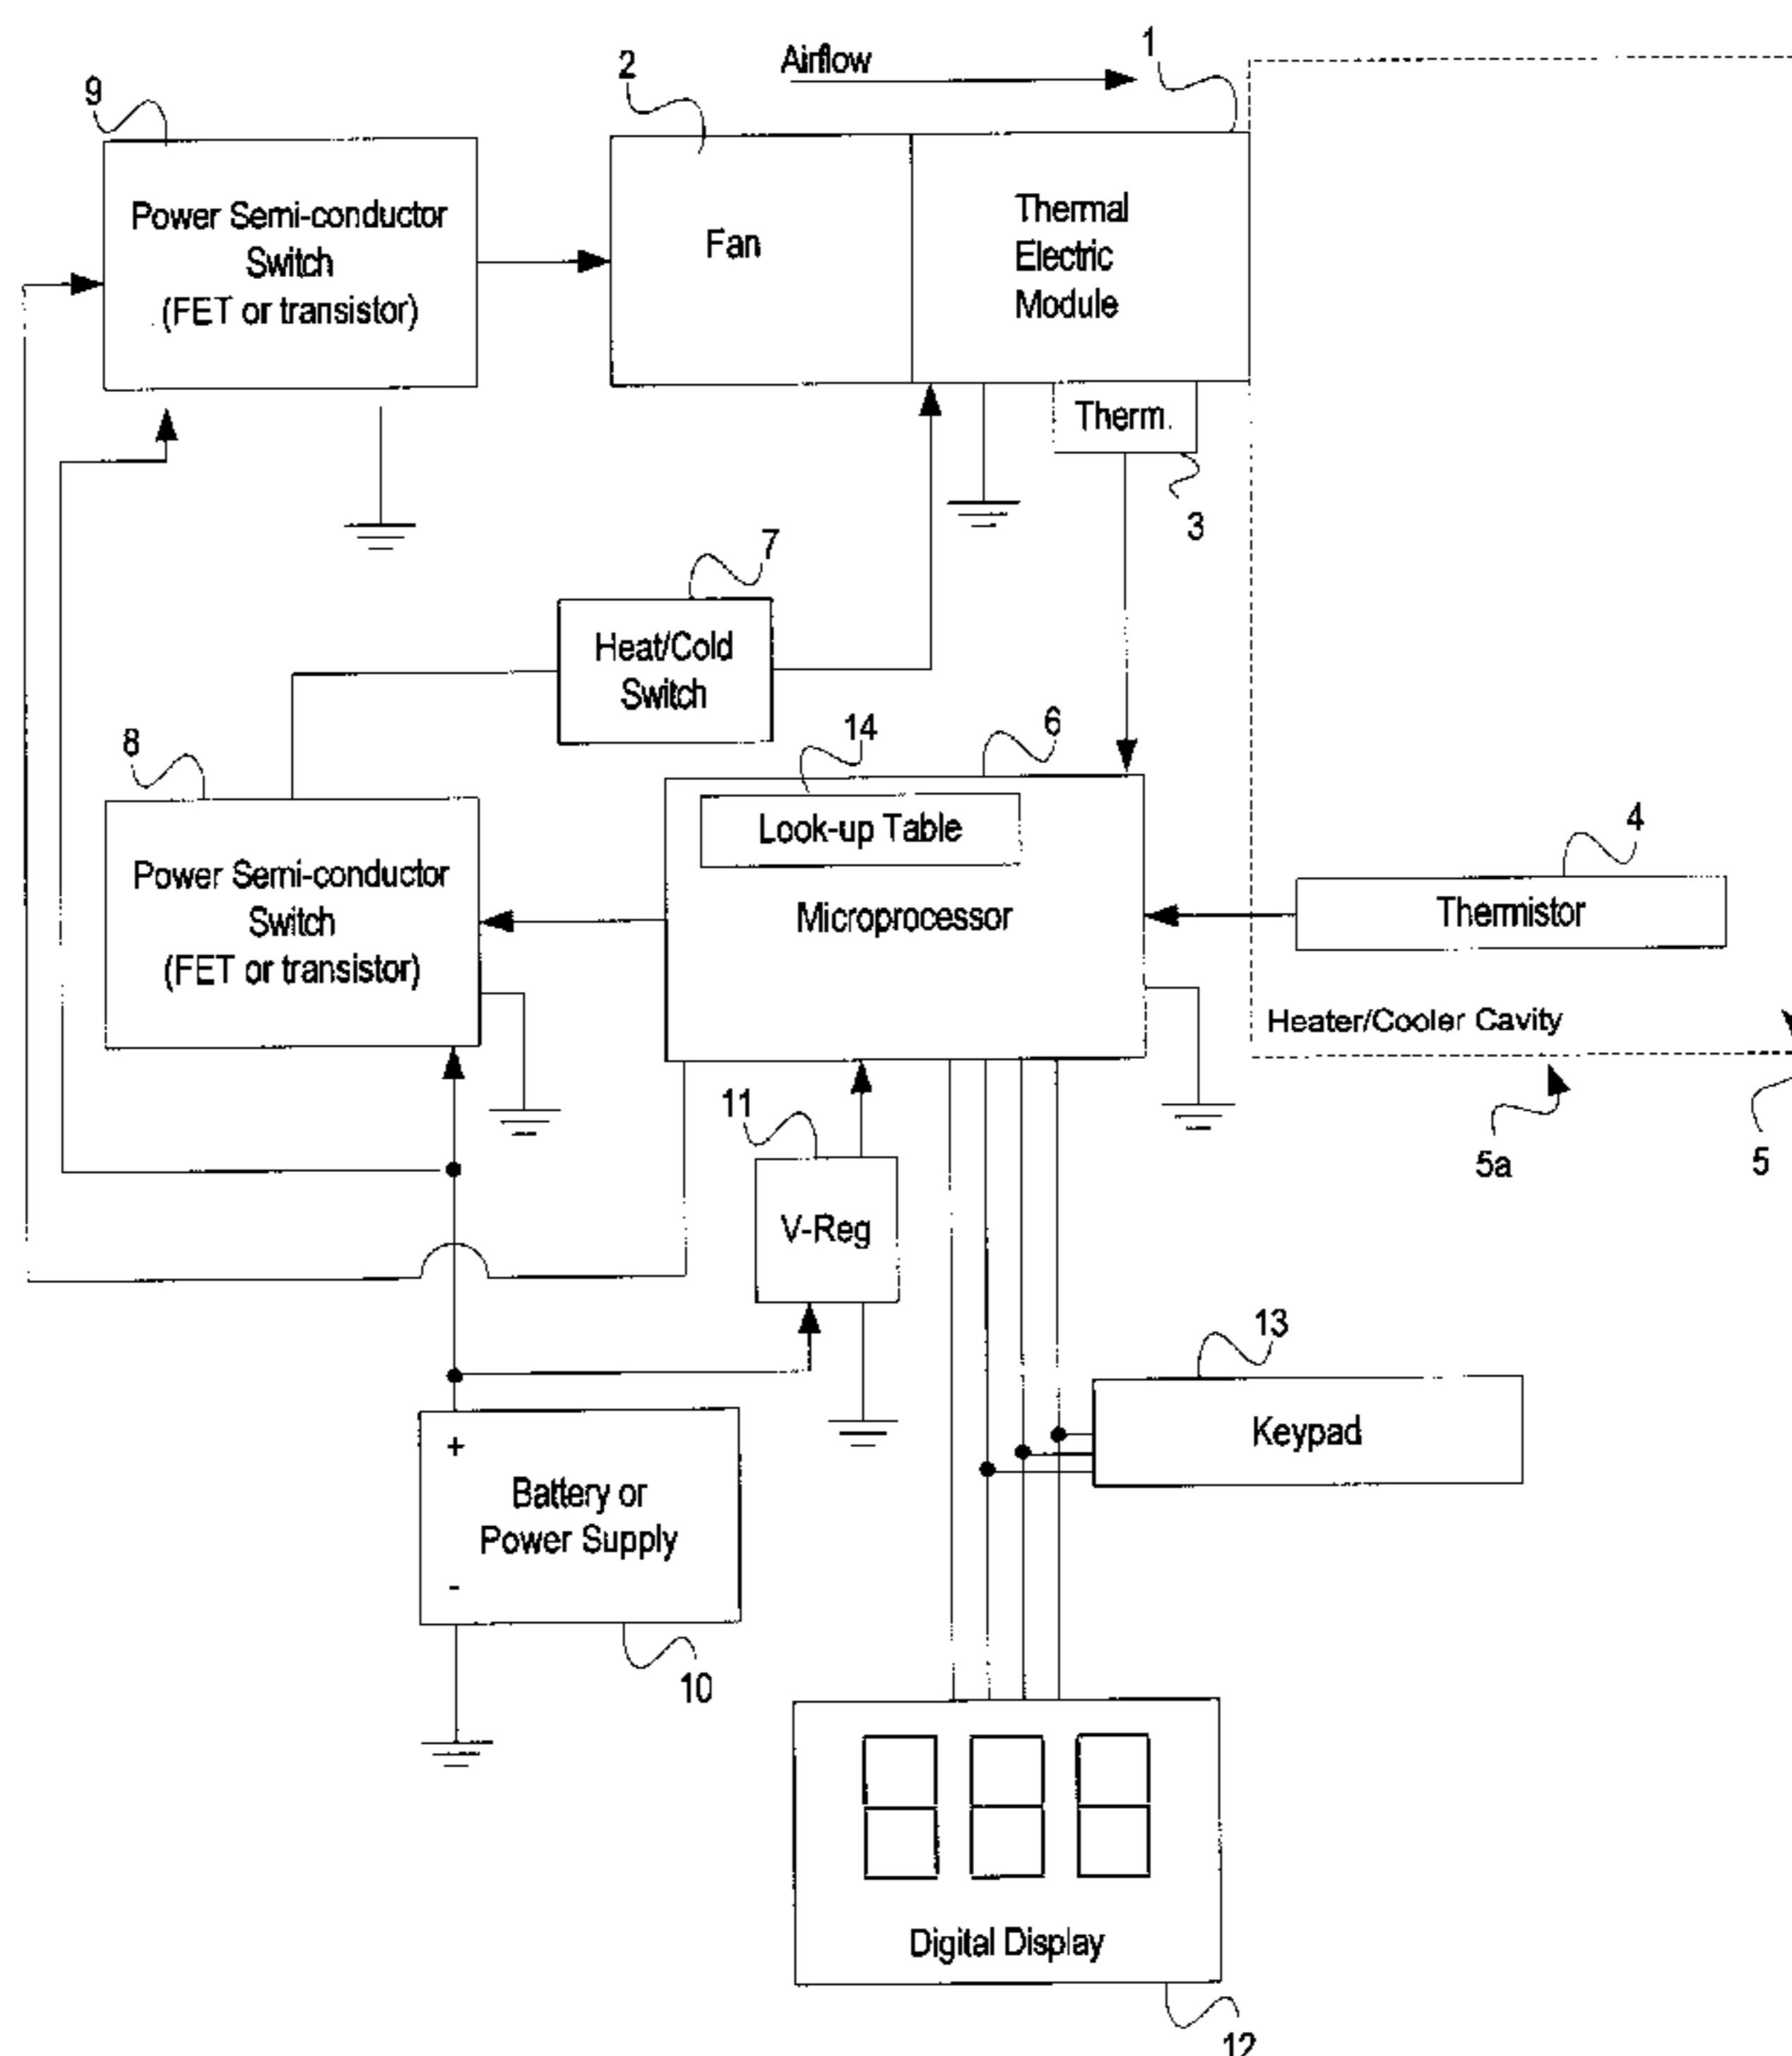 Airflow
1
2
9
Power Semi-conductor
Switch
(FET or transistor)
Fan
Thermal
Electric
Module
Therm.
3
7
Heat/Cold
Switch
14
6
8
Look-up Table
4
Power Semi-conductor
Switch
(FET or transistor)
Microprocessor
Thermistor
Heater/Cooler Cavity
11
5a
5
V-Reg
13
Keypad
+
Battery or
Power Supply
-
10
Digital Display
12